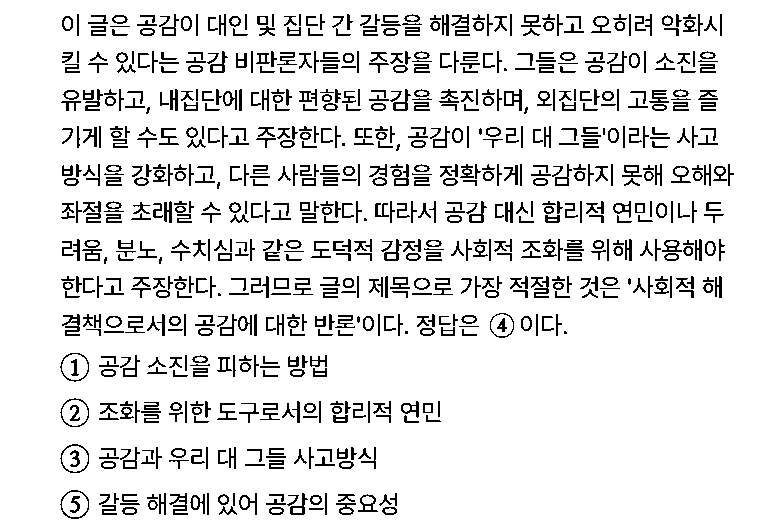 이 글은 공감이 대인 및 집단 간 갈등을 해결하지 못하고 오히려 악화시
킬 수 있다는 공감 비판론자들의 주장을 다룬다. 그들은 공감이 소진을
유발하고, 내집단에 대한 편향된 공감을 촉진하며, 외집단의 고통을 즐
기게 할 수도 있다고 주장한다. 또한, 공감이 '우리 대 그들'이라는 사고
방식을 강화하고, 다른 사람들의 경험을 정확하게 공감하지 못해 오해와
좌절을 초래할 수 있다고 말한다. 따라서 공감 대신 합리적 연민이나 두
려움, 분노, 수치심과 같은 도덕적 감정을 사회적 조화를 위해 사용해야
한다고 주장한다. 그러므로 글의 제목으로 가장 적절한 것은 '사회적 해
결책으로서의 공감에 대한 반론'이다. 정답은 ④이다.
① 공감 소진을 피하는 방법
② 조화를 위한 도구로서의 합리적 연민
③ 공감과 우리 대 그들 사고방식
⑤ 갈등 해결에 있어 공감의 중요성